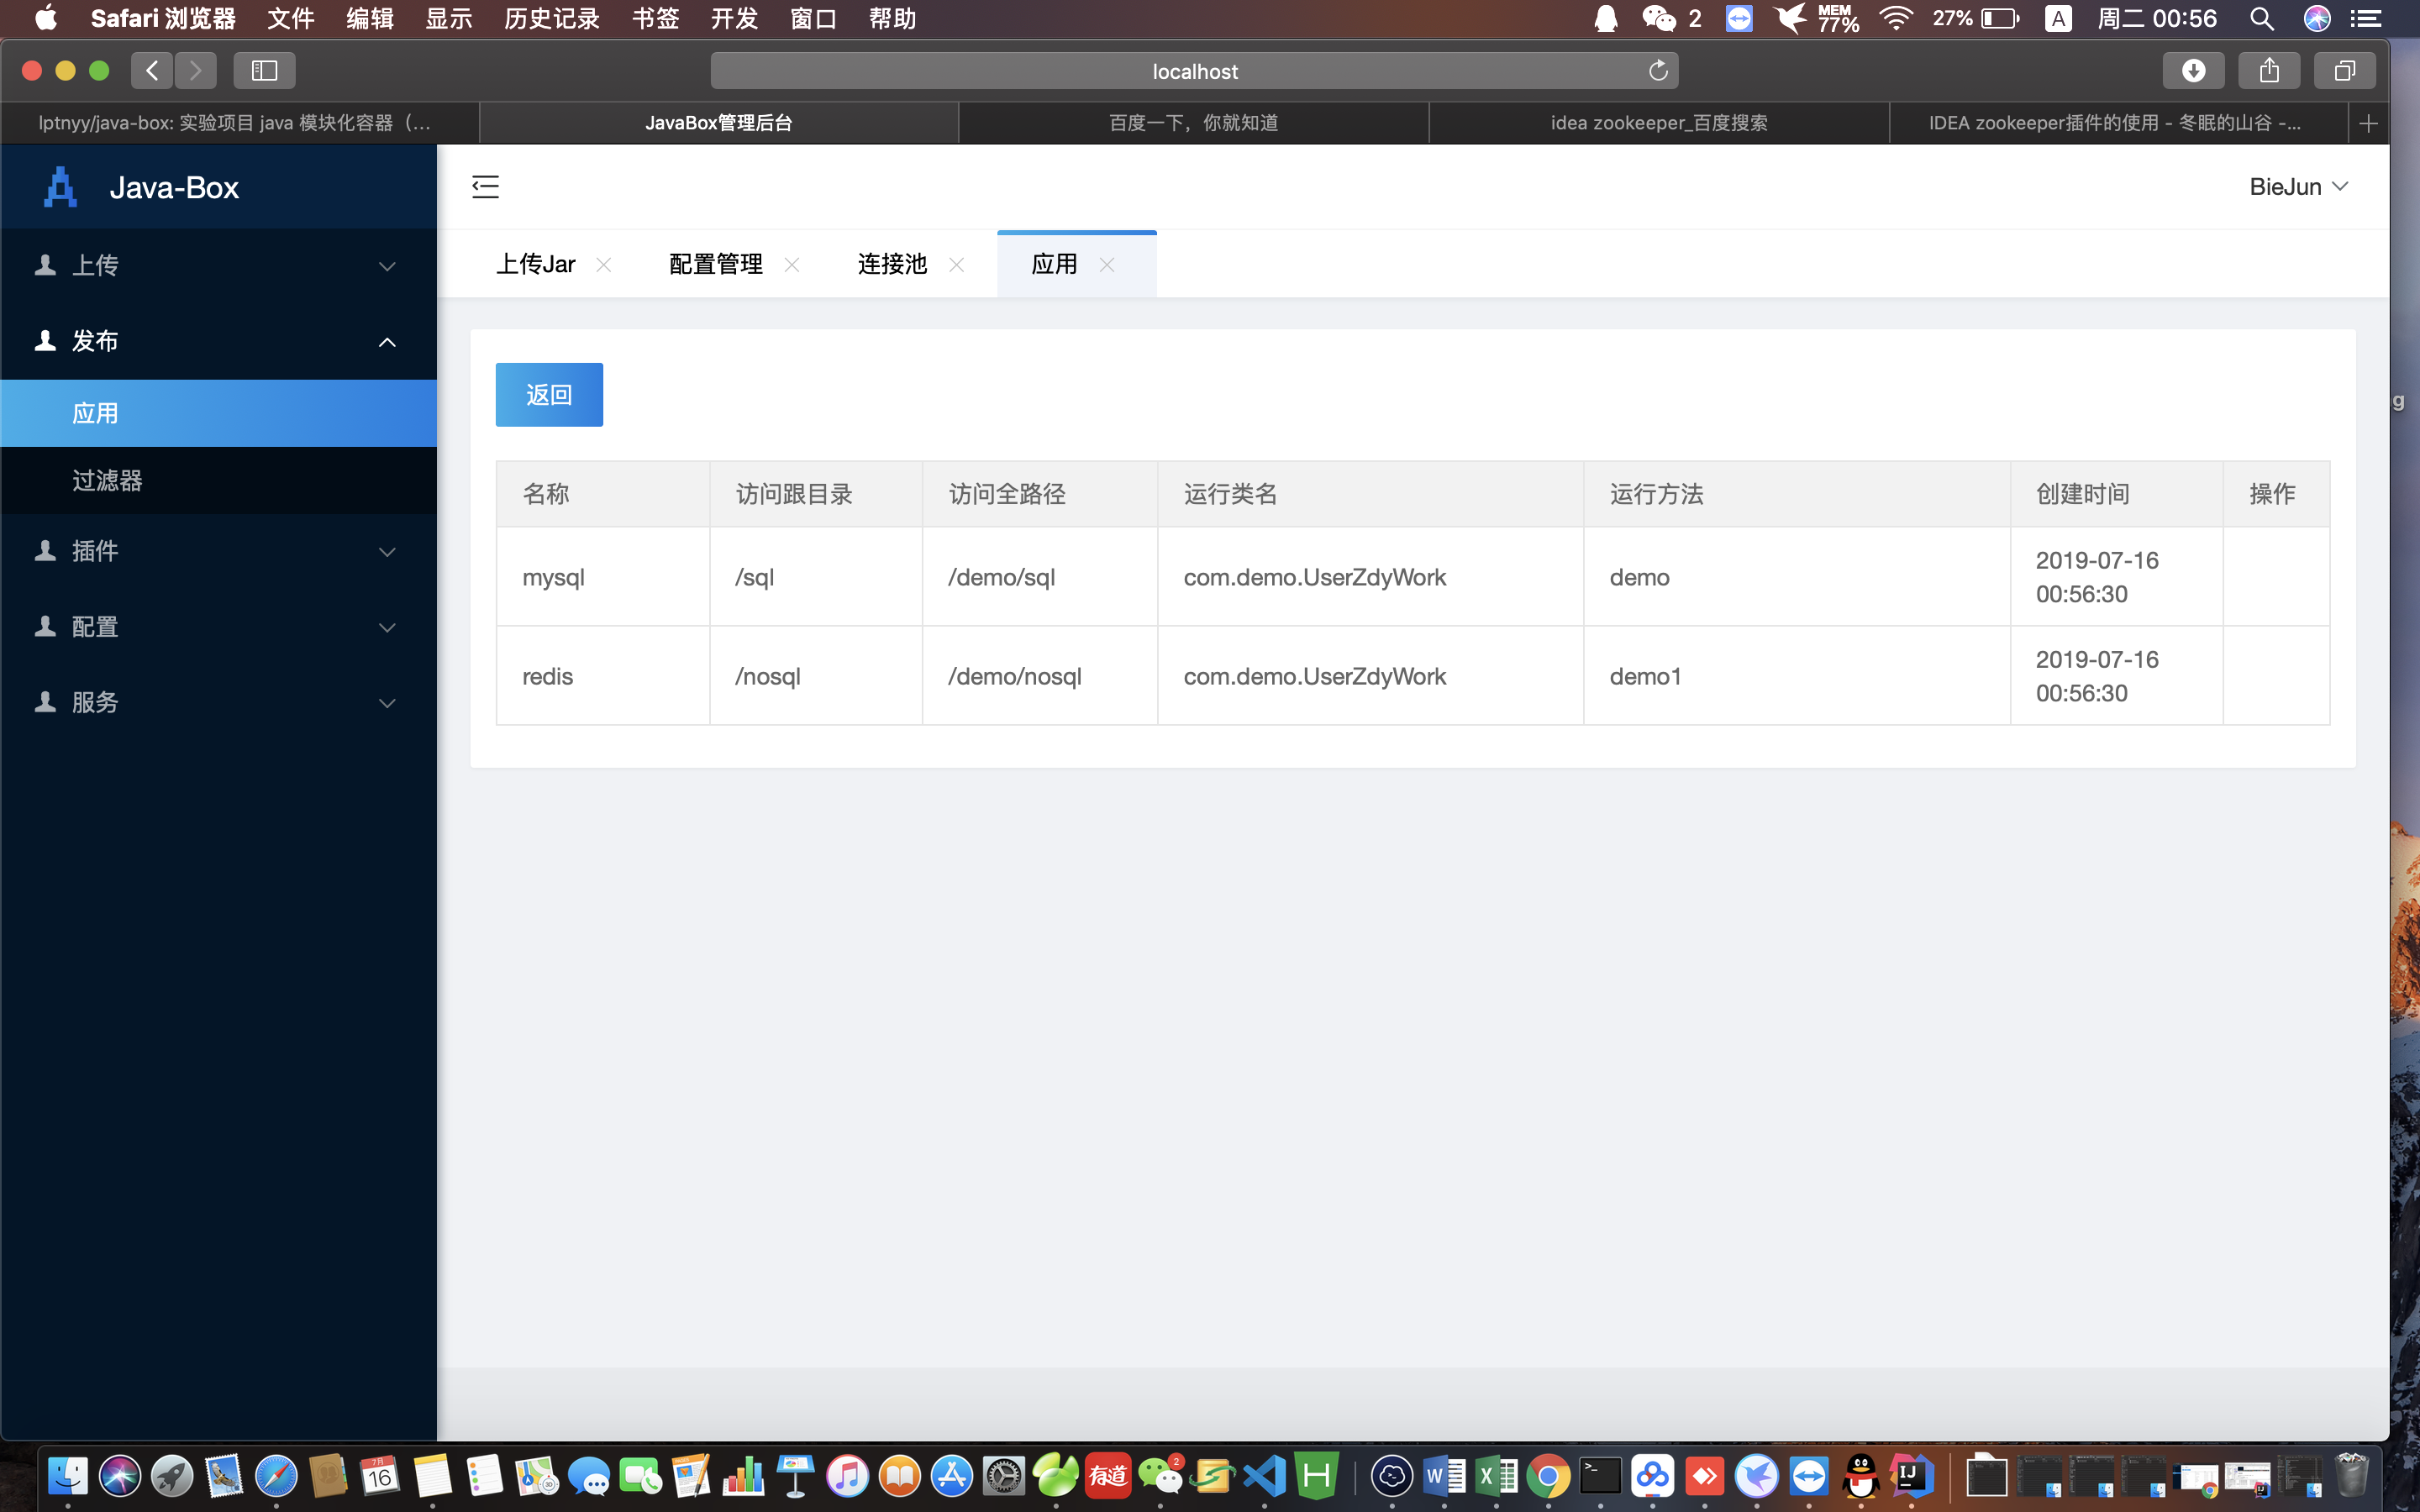 Safari 浏览器 文件 编辑 显示 历史记录 书签 开发 窗口 帮助 2 MEM 77% 27% A 周二 00:56
localhost
lptnyy/java-box: 实验项目 java 模块化容器（... JavaBox管理后台 百度一下，你就知道 idea zookeeper_百度搜索 IDEA zookeeper插件的使用 - 冬眠的山谷 -...
Java-Box
BieJun
上传
发布
应用
过滤器
插件
配置
服务
上传Jar 配置管理 连接池 应用
返回
名称 访问跟目录 访问全路径 运行类名 运行方法 创建时间 操作
mysql /sql /demo/sql com.demo.UserZdyWork demo 2019-07-16 00:56:30
redis /nosql /demo/nosql com.demo.UserZdyWork demo1 2019-07-16 00:56:30
g
7月
16
有道
2
H
W
X
>_
IJ